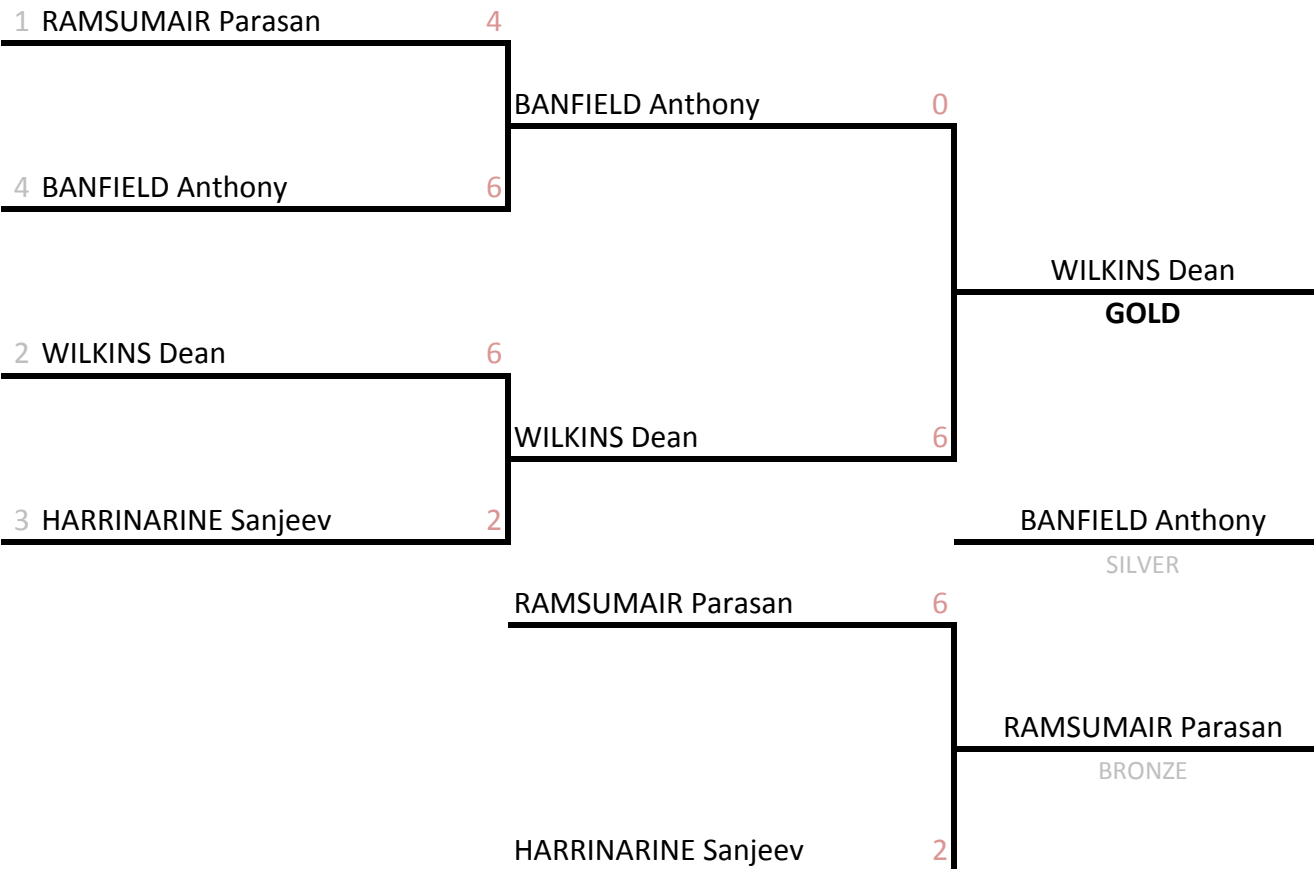 1 RAMSUMAIR Parasan 4
BANFIELD Anthony 0
4 BANFIELD Anthony 6
WILKINS Dean
GOLD
2 WILKINS Dean 6
WILKINS Dean 6
3 HARRINARINE Sanjeev 2
BANFIELD Anthony
SILVER
RAMSUMAIR Parasan 6
RAMSUMAIR Parasan
BRONZE
HARRINARINE Sanjeev 2